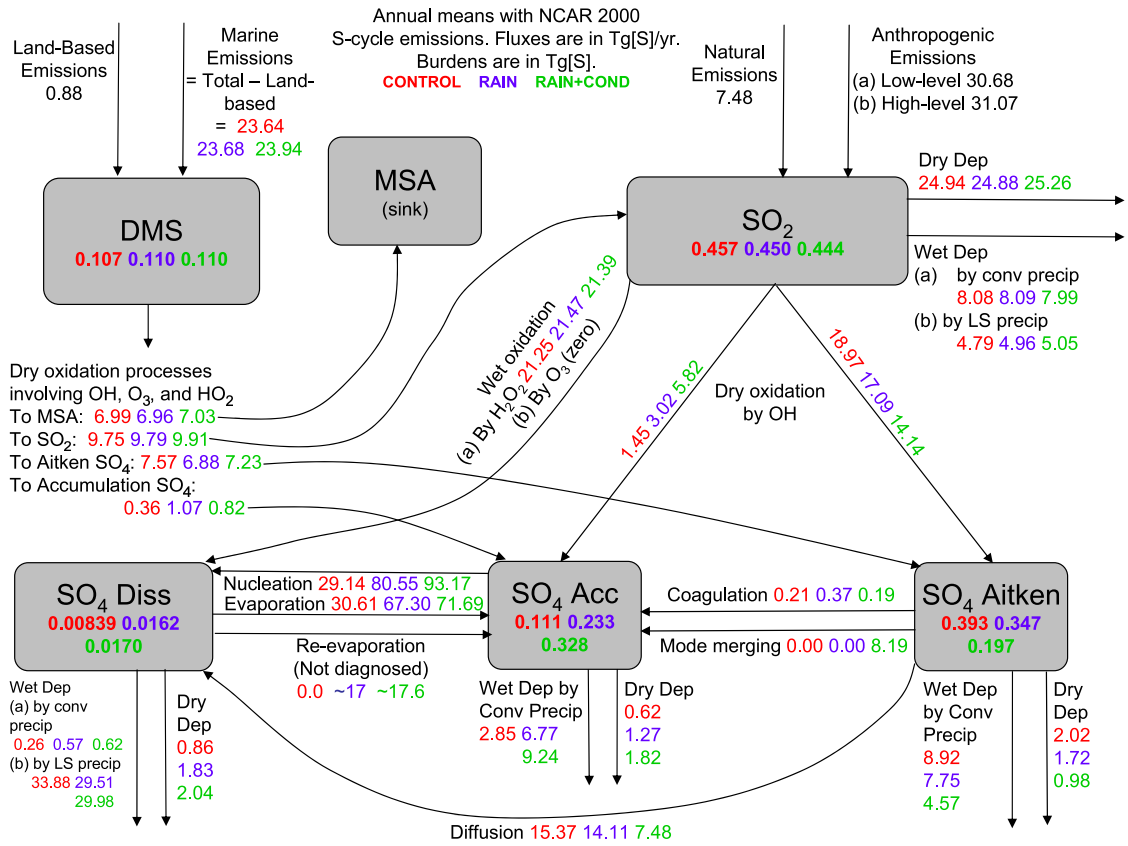 Annual means with NCAR 2000
S-cycle emissions. Fluxes are in Tg[S]/yr.
Burdens are in Tg[S].
CONTROL RAIN RAIN+COND
Land-Based
Emissions
0.88
Marine
Emissions
= Total – Land-
based
= 23.64
23.68 23.94
Natural
Emissions
7.48
Anthropogenic
Emissions
(a) Low-level 30.68
(b) High-level 31.07
DMS
0.107 0.110 0.110
MSA
(sink)
SO2
0.457 0.450 0.444
Dry Dep
24.94 24.88 25.26
Wet Dep
(a) by conv precip
8.08 8.09 7.99
(b) by LS precip
4.79 4.96 5.05
Dry oxidation processes
involving OH, O3, and HO2
To MSA: 6.99 6.96 7.03
To SO2: 9.75 9.79 9.91
To Aitken SO4: 7.57 6.88 7.23
To Accumulation SO4:
0.36 1.07 0.82
Wet oxidation
(a) By H2O2 21.25 21.47 21.39
(b) By O3 (zero)
Dry oxidation
by OH
1.45 3.02 5.82
18.97 17.09 14.14
SO4 Diss
0.00839 0.0162
0.0170
Nucleation 29.14 80.55 93.17
Evaporation 30.61 67.30 71.69
Re-evaporation
(Not diagnosed)
0.0 ~17 ~17.6
SO4 Acc
0.111 0.233
0.328
Coagulation 0.21 0.37 0.19
Mode merging 0.00 0.00 8.19
SO4 Aitken
0.393 0.347
0.197
Wet Dep
(a) by conv
precip
0.26 0.57 0.62
(b) by LS precip
33.88 29.51
29.98
Dry
Dep
0.86
1.83
2.04
Wet Dep by
Conv Precip
2.85 6.77
9.24
Dry Dep
0.62
1.27
1.82
Wet Dep
by Conv
Precip
8.92
7.75
4.57
Dry
Dep
2.02
1.72
0.98
Diffusion 15.37 14.11 7.48